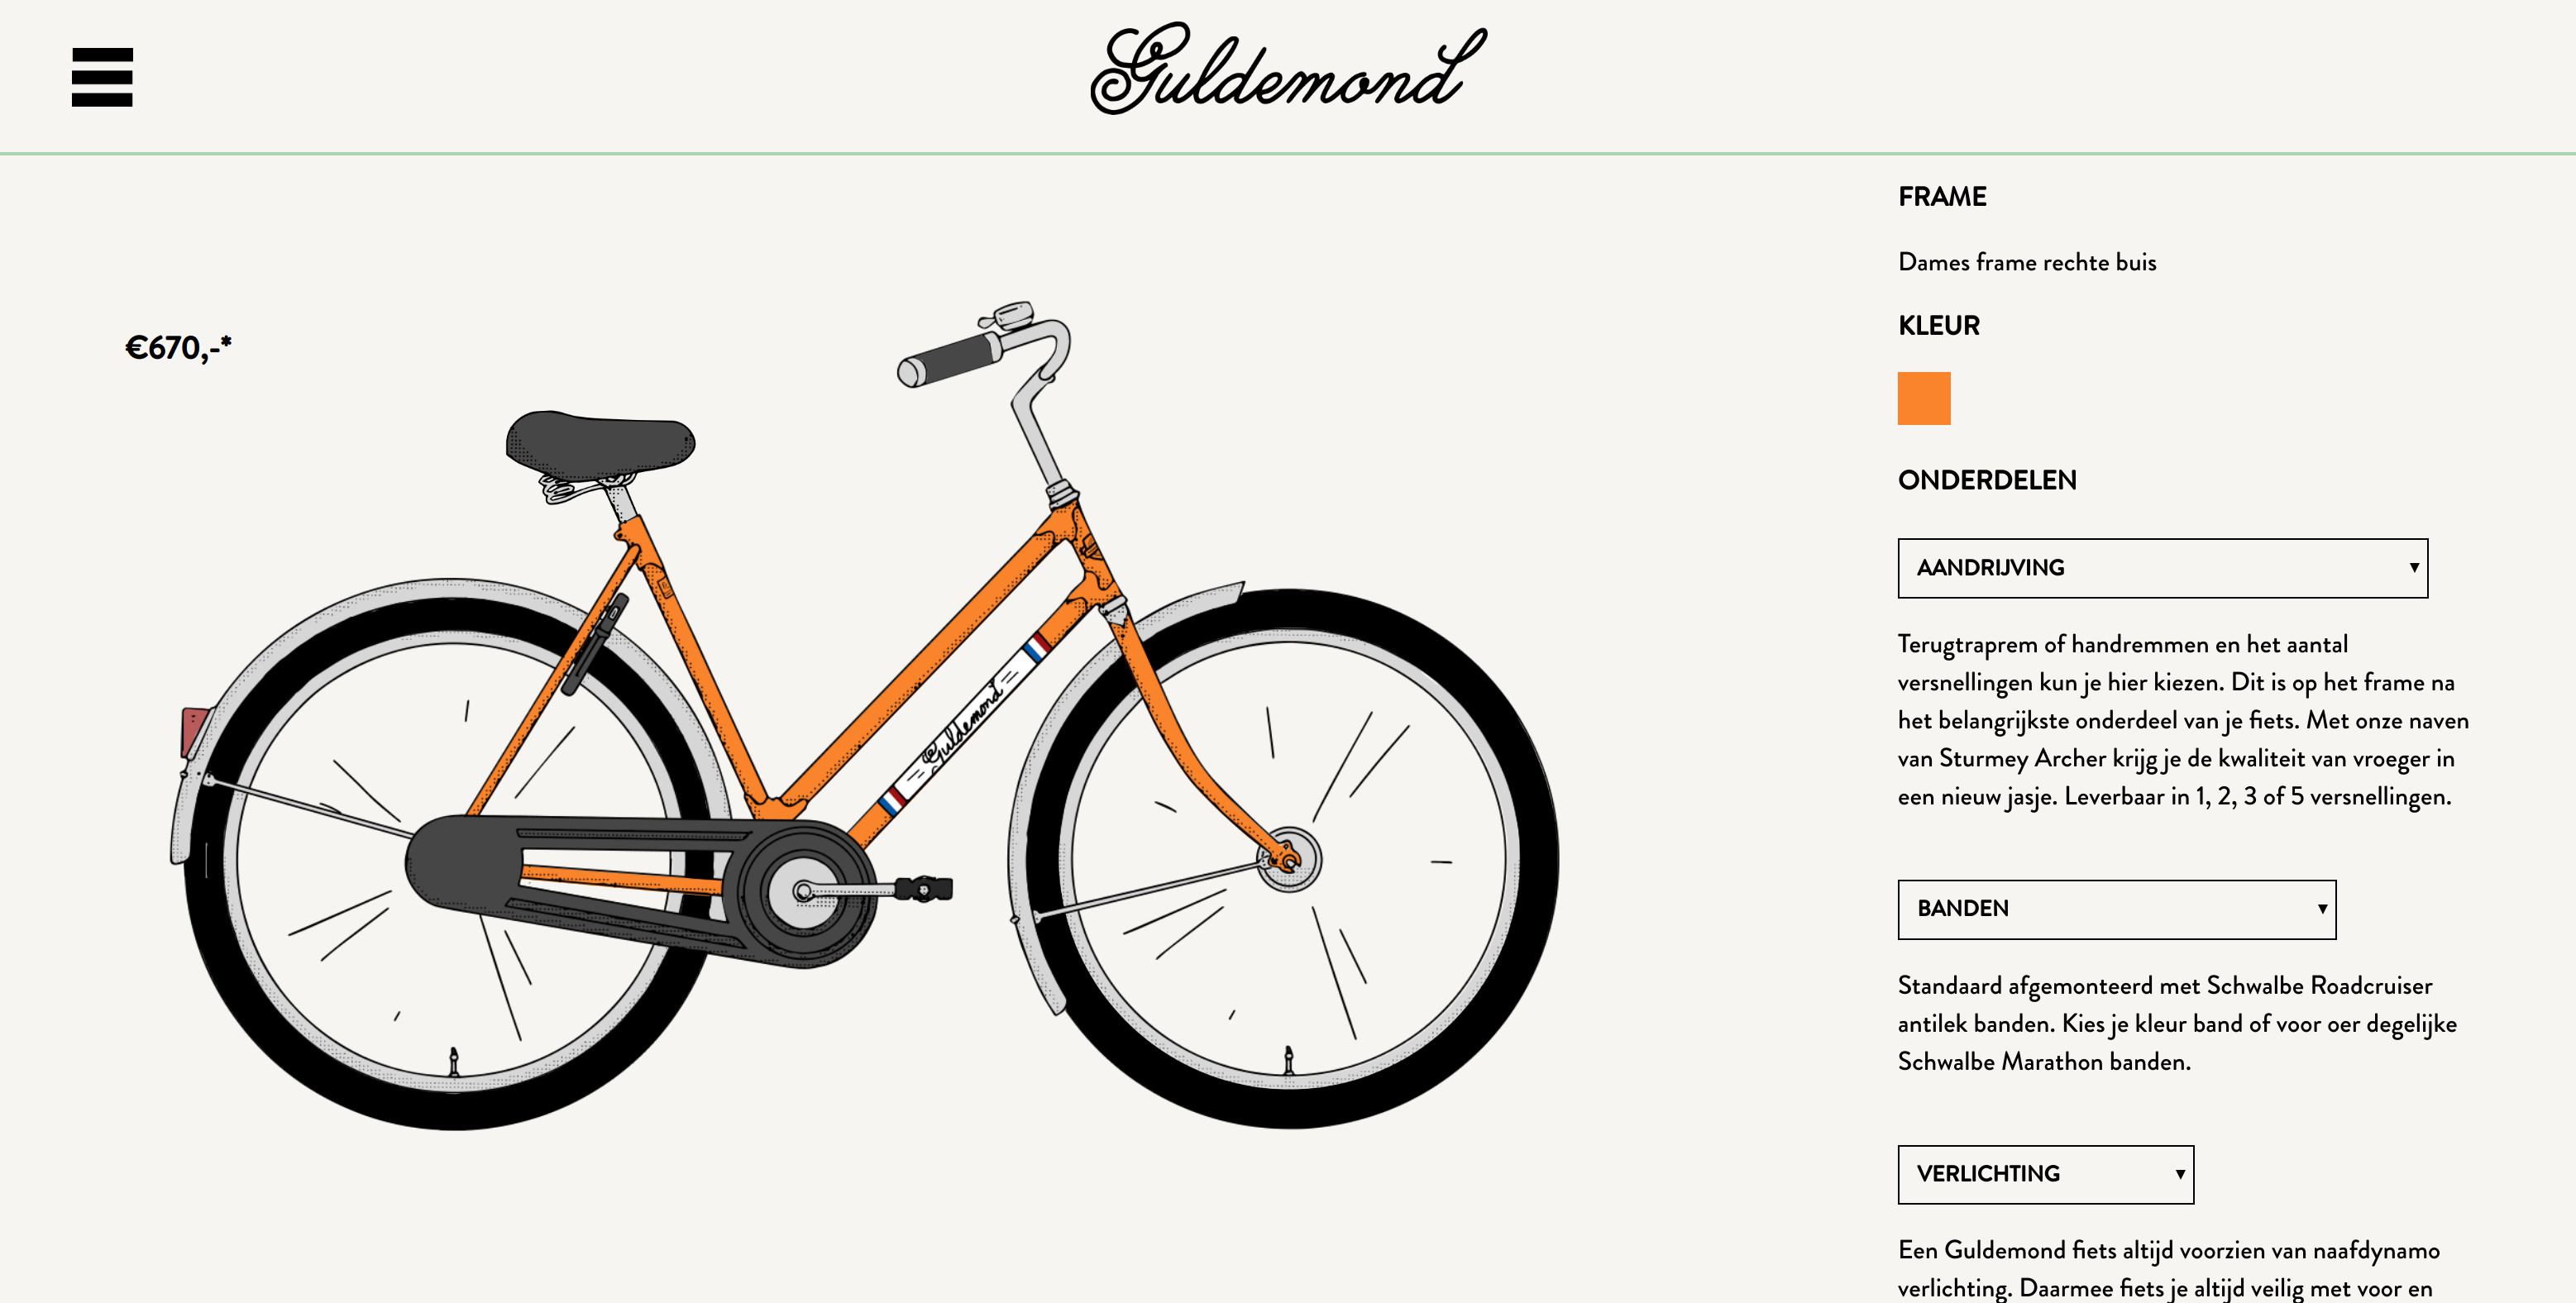 Guldemond
€670,-*
Guldemond
FRAME
Dames frame rechte buis
KLEUR
ONDERDELEN
AANDRIJVING
Terugtraprem of handremmen en het aantal
versnellingen kun je hier kiezen. Dit is op het frame na
het belangrijkste onderdeel van je fiets. Met onze naven
van Sturmey Archer krijg je de kwaliteit van vroeger in
een nieuw jasje. Leverbaar in 1, 2, 3 of 5 versnellingen.
BANDEN
Standaard afgemonteerd met Schwalbe Roadcruiser
antilek banden. Kies je kleur band of voor oer degelijke
Schwalbe Marathon banden.
VERLICHTING
Een Guldemond fiets altijd voorzien van naafdynamo
verlichting. Daarmee fiets je altijd veilig met voor en